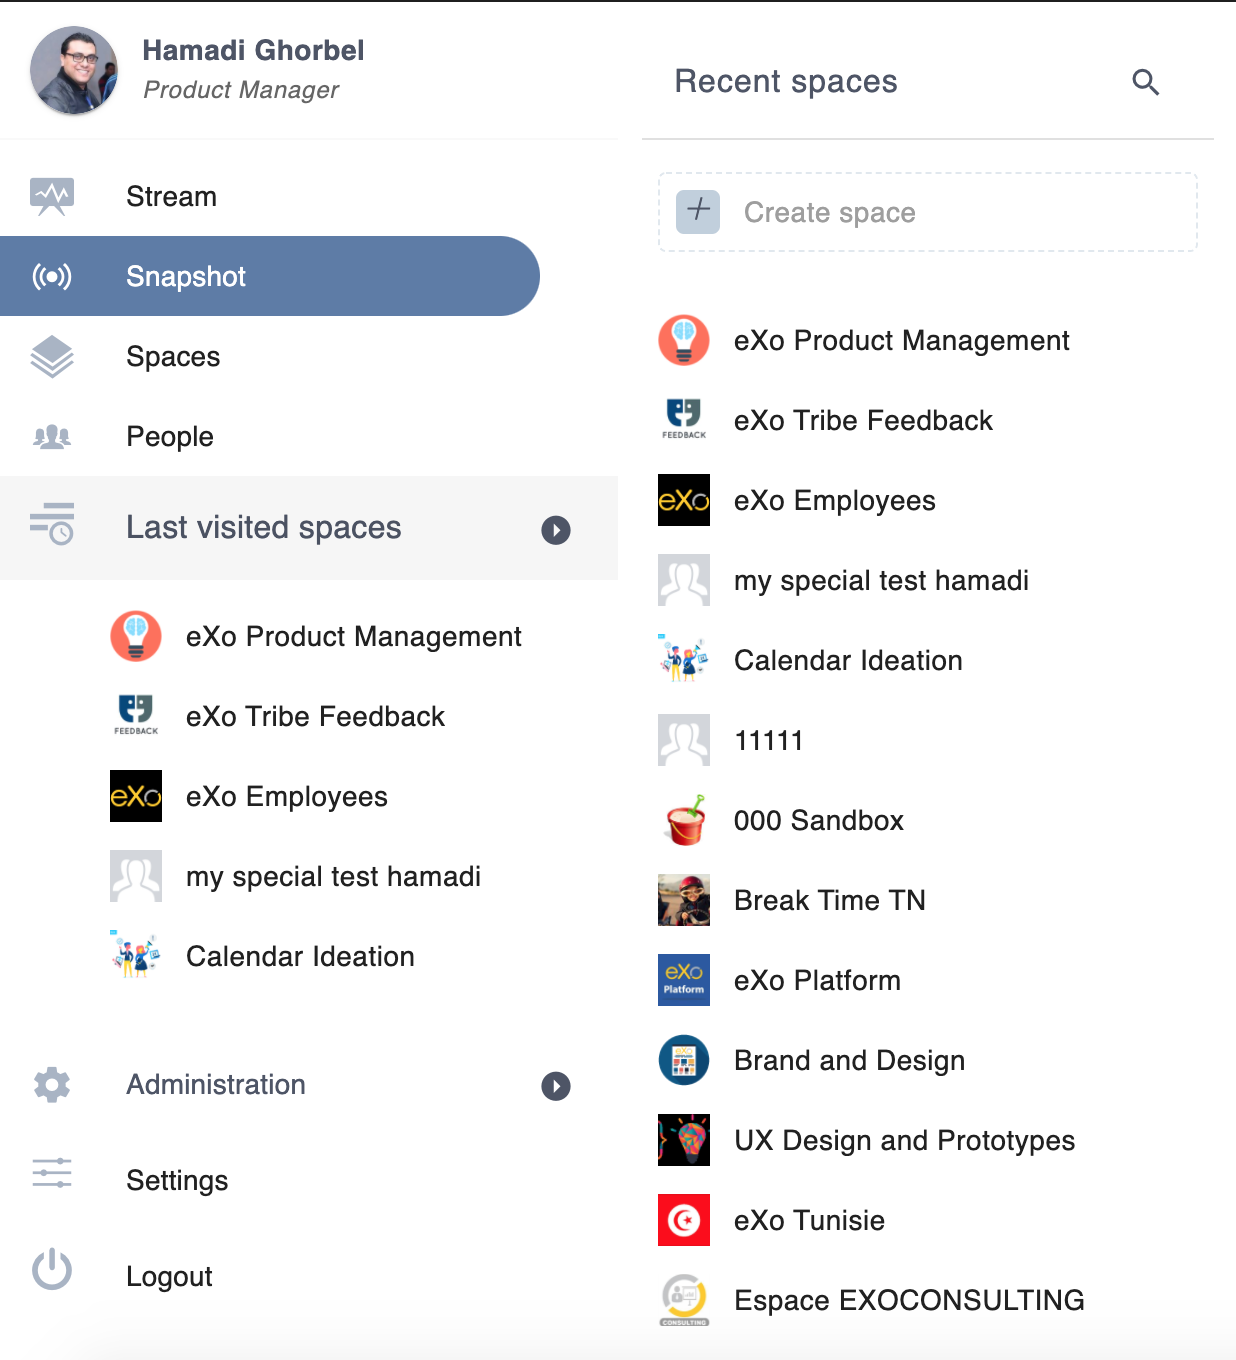 Hamadi Ghorbel
Product Manager
Stream
Snapshot
Spaces
People
Last visited spaces
eXo Product Management
FEEDBACK
eXo Tribe Feedback
eXo
eXo Employees
my special test hamadi
Calendar Ideation
Administration
Settings
Logout
Recent spaces
Create space
eXo Product Management
FEEDBACK
eXo Tribe Feedback
eXo
eXo Employees
my special test hamadi
Calendar Ideation
11111
000 Sandbox
Break Time TN
eXo
Platform
eXo Platform
eXo
Brand and Design
UX Design and Prototypes
eXo Tunisie
CONSULTING
Espace EXOCONSULTING